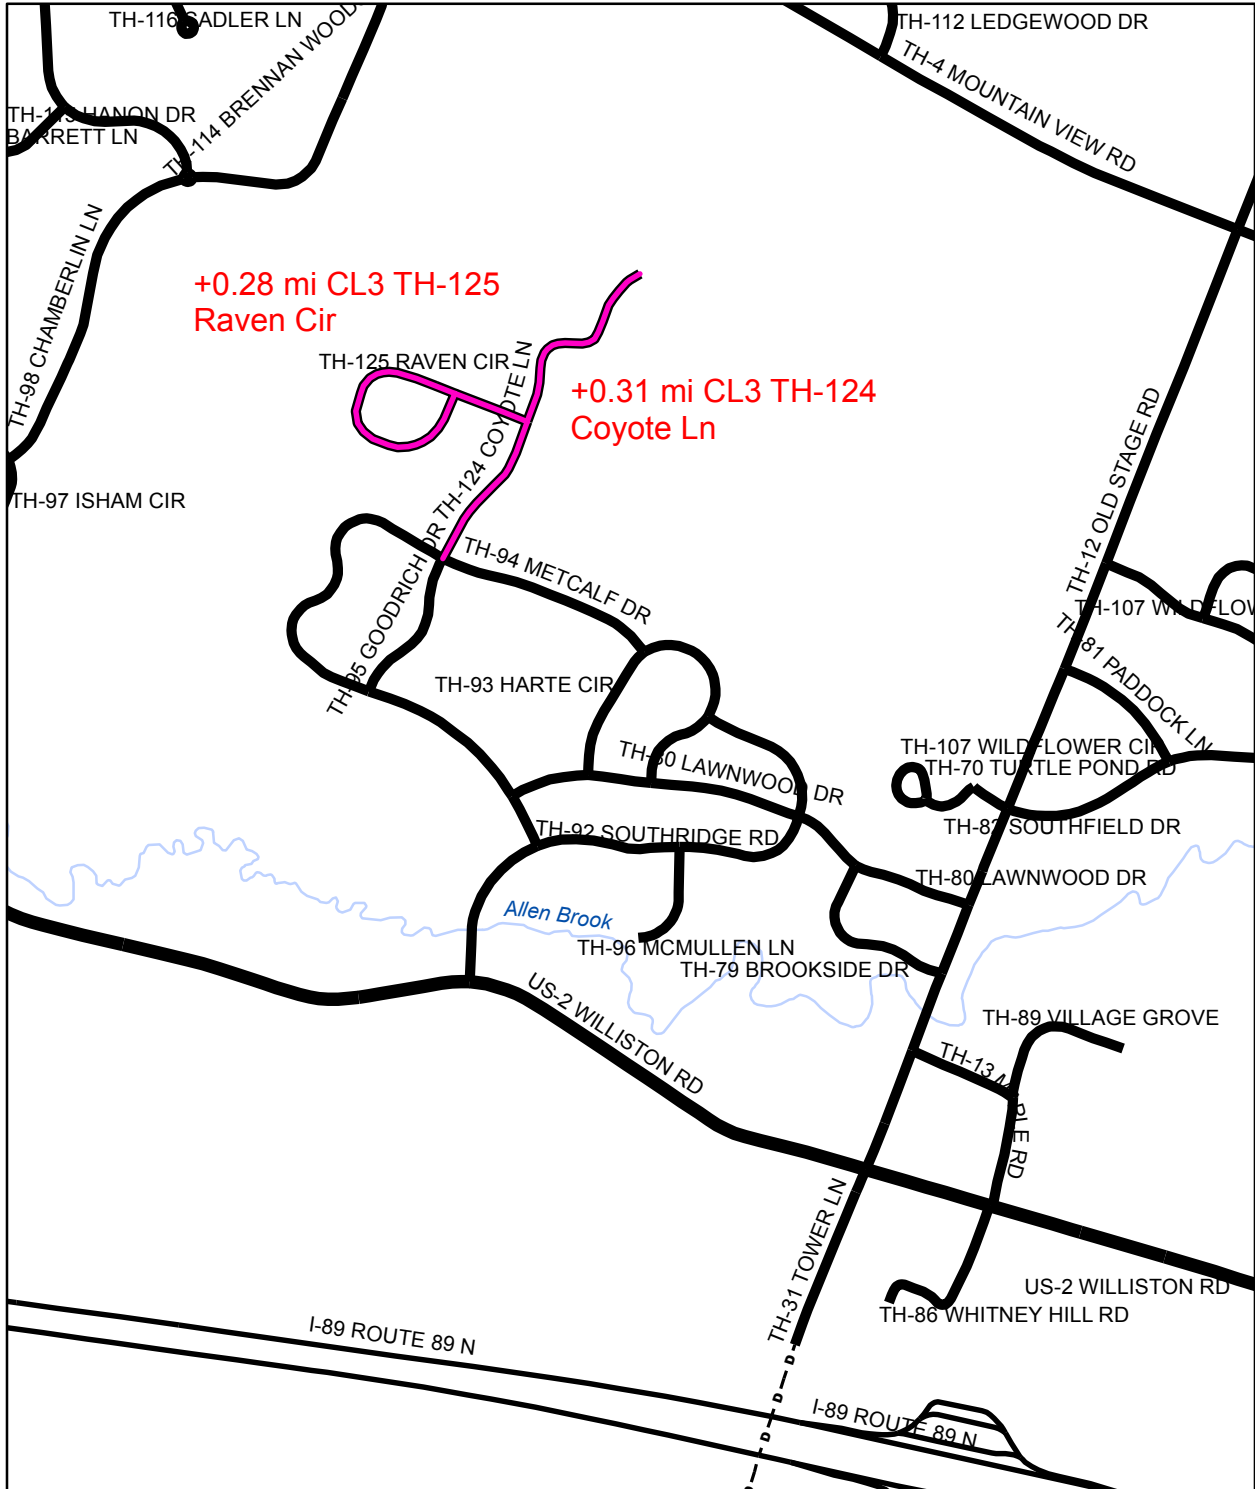 TH-116 SADLER LN
TH-112 LEDGEWOOD DR
TH-4 MOUNTAIN VIEW RD
TH-114 BRENNAN WOOD
HANON DR
BARRETT LN
TH-98 CHAMBERLIN LN
+0.28 mi CL3 TH-125
Raven Cir
TH-125 RAVEN CIR
+0.31 mi CL3 TH-124
Coyote Ln
TH-124 COYOTE LN
TH-12 OLD STAGE RD
TH-97 ISHAM CIR
TH-94 METCALF DR
TH-95 GOODRICH DR
TH-107 WILDFLOW
TH-81 PADDOCK LN
TH-93 HARTE CIR
TH-80 LAWNWOOD DR
TH-107 WILDFLOWER CIR
TH-70 TURTLE POND RD
TH-92 SOUTHRIDGE RD
TH-82 SOUTHFIELD DR
TH-80 LAWNWOOD DR
Allen Brook
TH-96 MCMULLEN LN
TH-79 BROOKSIDE DR
US-2 WILLISTON RD
TH-89 VILLAGE GROVE
TH-13 MAPLE RD
TH-31 TOWER LN
US-2 WILLISTON RD
TH-86 WHITNEY HILL RD
I-89 ROUTE 89 N
I-89 ROUTE 89 N
D
D
D
D